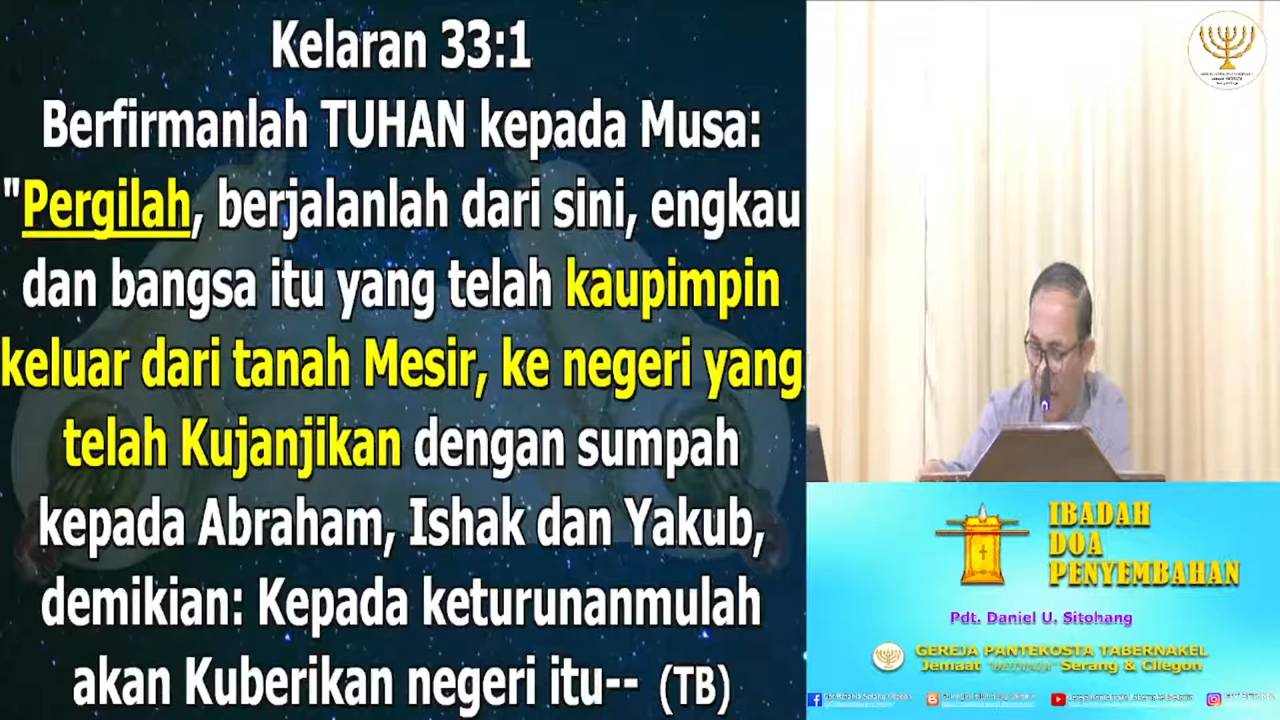 Kelaran 33:1
Berfirmanlah TUHAN kepada Musa:
"Pergilah, berjalanlah dari sini, engkau
dan bangsa itu yang telah kaupimpin
keluar dari tanah Mesir, ke negeri yang
telah Kujanjikan dengan sumpah
kepada Abraham, Ishak dan Yakub,
demikian: Kepada keturunanmulah
akan Kuberikan negeri itu-- (TB)
IBADAH
DOA
PENYEMBAHAN
Pdt. Daniel U. Sitohang
GEREJA PANTEKOSTA TABERNAKEL
Jemaat "BETHANIA" Serang & Cilegon